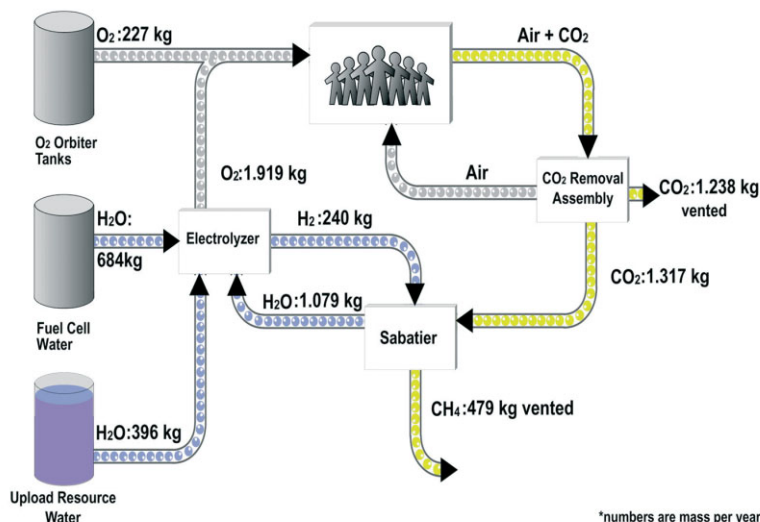 O₂:227 kg
Air + CO₂
O₂ Orbiter
Tanks
O₂:1.919 kg
Air
CO₂ Removal
Assembly
CO₂:1.238 kg
vented
H₂O:
684kg
Electrolyzer
H₂:240 kg
CO₂:1.317 kg
H₂O:1.079 kg
Fuel Cell
Water
Sabatier
CH₄:479 kg vented
H₂O:396 kg
Upload Resource
Water
*numbers are mass per year